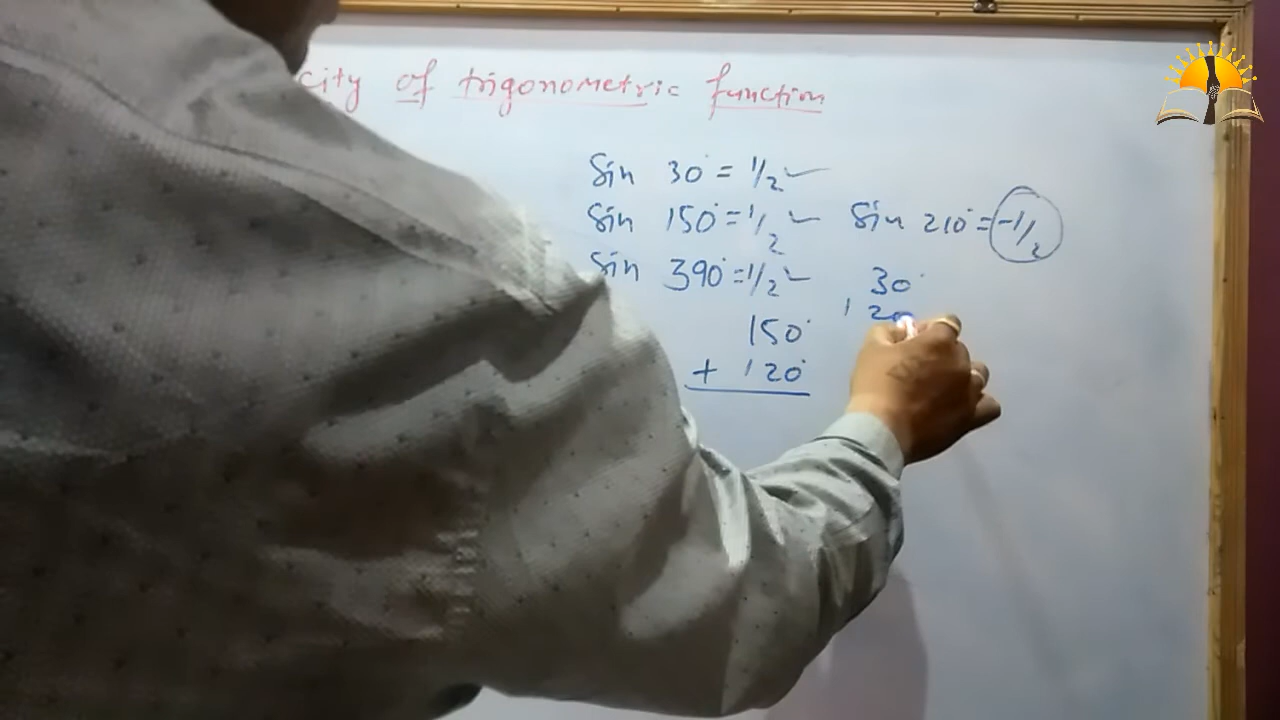 of trigonometric function
Sin 30° = 1/2 ✓
Sin 150° = 1/2 ✓ Sin 210° = -1/2
Sin 390° = 1/2 ✓
30°
120
150°
+ 120°